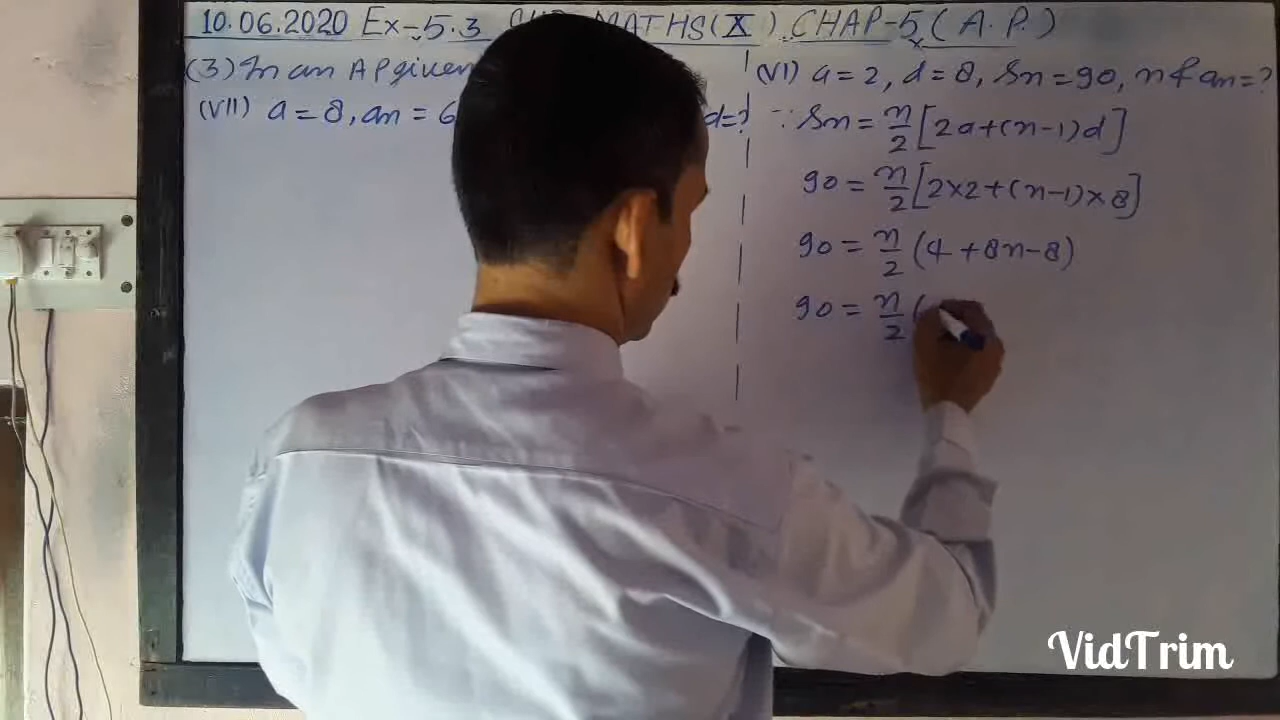 10.06.2020 Ex-5.3 MATHS(X) CHAP-5(A.P.)
(3) In an AP given
(VII) a = 8, an = 6 d=?
(VI) a = 2, d = 8, Sn = 90, n & an = ?
∵ Sn = n/2 [2a+(n-1)d]
90 = n/2 [2×2+(n-1)×8]
90 = n/2 (4+8n-8)
90 = n/2 (
VidTrim